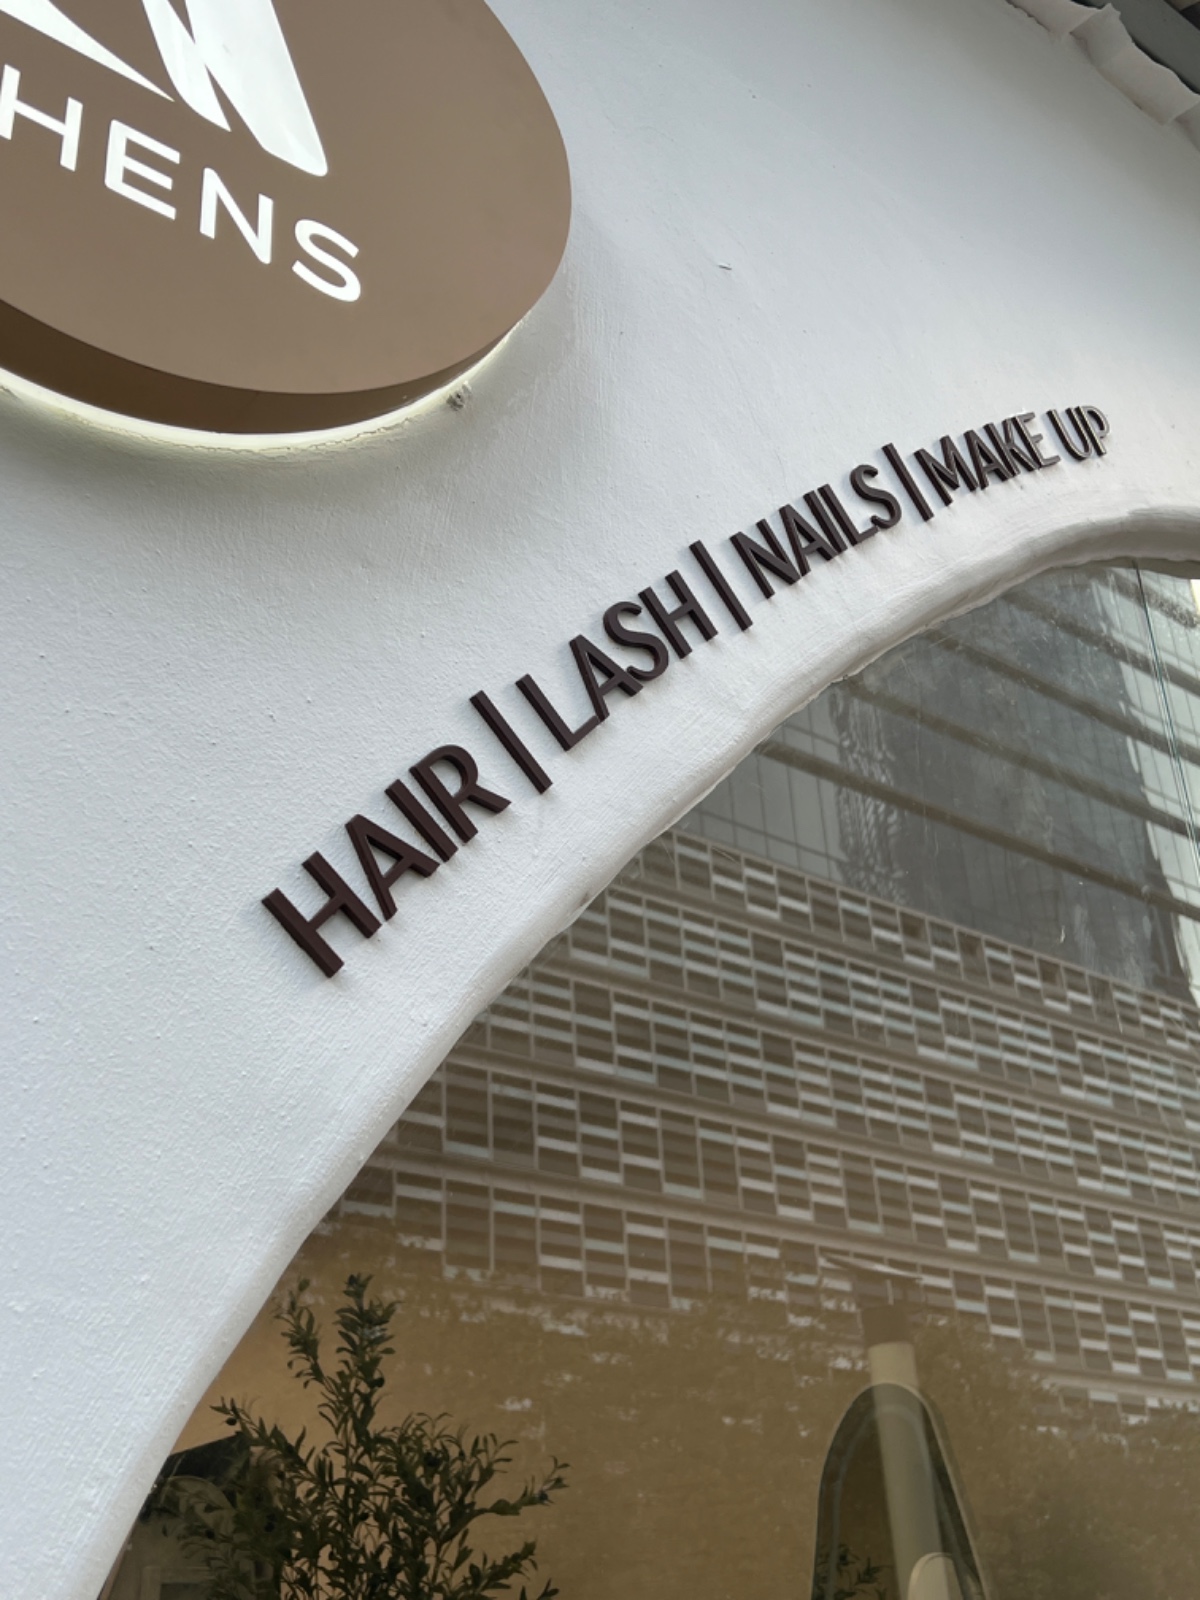 HENS
HAIR | LASH | NAILS | MAKE UP